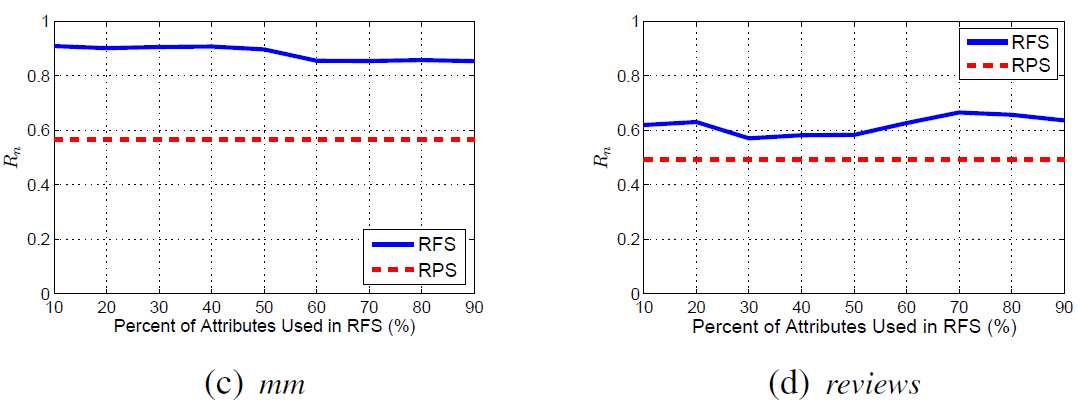 1
0.8
0.6
0.4
0.2
0
R_n
10 20 30 40 50 60 70 80 90
Percent of Attributes Used in RFS (%)
RFS
RPS
(c) mm
1
0.8
0.6
0.4
0.2
0
R_n
10 20 30 40 50 60 70 80 90
Percent of Attributes Used in RFS (%)
RFS
RPS
(d) reviews